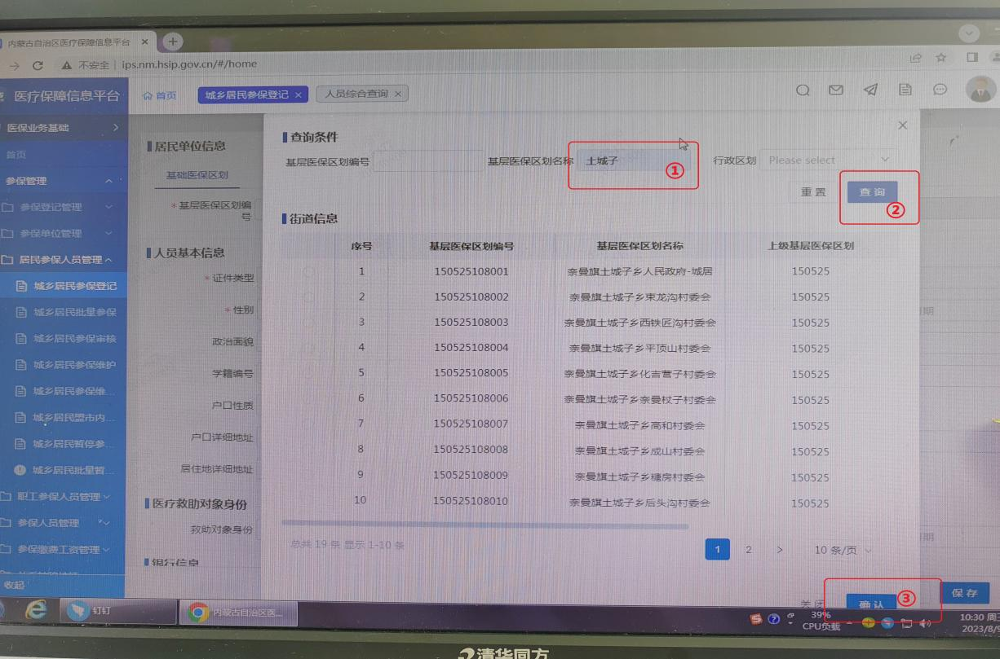 内蒙古自治区医疗保障信息平台 × +
不安全 | ips.nm.hsip.gov.cn/#/home
医疗保障信息平台
首页 城乡居民参保登记 × 人员综合查询 ×
医保业务基础
首页
参保管理
参保登记管理
参保单位管理
居民参保人员管理
城乡居民参保登记
城乡居民批量参保
城乡居民参保审核
城乡居民参保维护
城乡居民参保维...
城乡居民盟市内...
城乡居民暂停参...
城乡居民批量暂...
职工参保人员管理
参保人员管理
参保缴费工资管理
收起
居民单位信息
基础医保区划
* 基层医保区划编号
人员基本信息
* 证件类型
* 性别
政治面貌
学籍编号
户口性质
户口详细地址
居住地详细地址
医疗救助对象身份
救助对象身份
银行信息
查询条件
基层医保区划编号 基层医保区划名称 土城子 ① 行政区划 Please select
重置 查询 ②
街道信息
序号 基层医保区划编号 基层医保区划名称 上级基层医保区划
1 150525108001 奈曼旗土城子乡人民政府-城居 150525
2 150525108002 奈曼旗土城子乡束龙沟村委会 150525
3 150525108003 奈曼旗土城子乡西铁匠沟村委会 150525
4 150525108004 奈曼旗土城子乡平顶山村委会 150525
5 150525108005 奈曼旗土城子乡化吉营子村委会 150525
6 150525108006 奈曼旗土城子乡奈曼杖子村委会 150525
7 150525108007 奈曼旗土城子乡高和村委会 150525
8 150525108008 奈曼旗土城子乡成山村委会 150525
9 150525108009 奈曼旗土城子乡糖房村委会 150525
10 150525108010 奈曼旗土城子乡后头沟村委会 150525
总共 19 条 显示 1-10 条
1 2 > 10 条/页
关闭 确认 ③ 保存
钉钉 内蒙古自治区医...
39%
CPU负载
10:30 周三
2023/8/9
清华同方